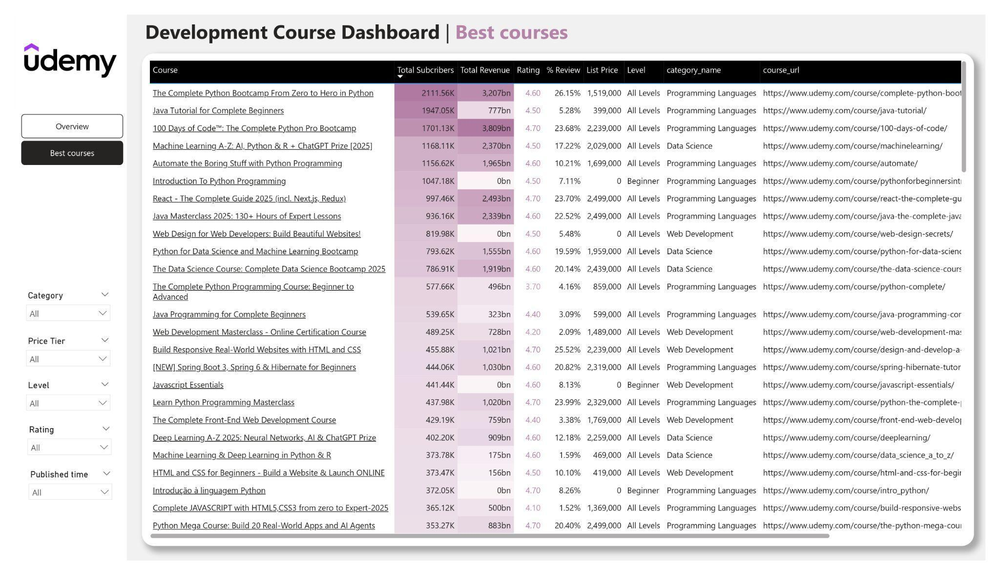 Development Course Dashboard | Best courses
udemy
Overview
Best courses
Category
All
Price Tier
All
Level
All
Rating
All
Published time
All
Course Total Subcribers Total Revenue Rating % Review List Price Level category_name course_url
The Complete Python Bootcamp From Zero to Hero in Python 2111.56K 3,207bn 4.60 26.15% 1,519,000 All Levels Programming Languages https://www.udemy.com/course/complete-python-boot
Java Tutorial for Complete Beginners 1947.05K 777bn 4.50 5.28% 399,000 All Levels Programming Languages https://www.udemy.com/course/java-tutorial/
100 Days of Code™: The Complete Python Pro Bootcamp 1701.13K 3,809bn 4.70 23.68% 2,239,000 All Levels Programming Languages https://www.udemy.com/course/100-days-of-code/
Machine Learning A-Z: AI, Python & R + ChatGPT Prize [2025] 1168.11K 2,370bn 4.50 17.22% 2,029,000 All Levels Data Science https://www.udemy.com/course/machinelearning/
Automate the Boring Stuff with Python Programming 1156.62K 1,965bn 4.60 10.21% 1,699,000 All Levels Programming Languages https://www.udemy.com/course/automate/
Introduction To Python Programming 1047.18K 0bn 4.50 7.11% 0 Beginner Programming Languages https://www.udemy.com/course/pythonforbeginnersintr
React - The Complete Guide 2025 (incl. Next.js, Redux) 997.46K 2,493bn 4.70 23.70% 2,499,000 All Levels Programming Languages https://www.udemy.com/course/react-the-complete-gu
Java Masterclass 2025: 130+ Hours of Expert Lessons 936.16K 2,339bn 4.60 22.52% 2,499,000 All Levels Programming Languages https://www.udemy.com/course/java-the-complete-java
Web Design for Web Developers: Build Beautiful Websites! 819.98K 0bn 4.50 5.48% 0 All Levels Web Development https://www.udemy.com/course/web-design-secrets/
Python for Data Science and Machine Learning Bootcamp 793.62K 1,555bn 4.60 19.59% 1,959,000 All Levels Data Science https://www.udemy.com/course/python-for-data-scienc
The Data Science Course: Complete Data Science Bootcamp 2025 786.91K 1,919bn 4.60 20.14% 2,439,000 All Levels Data Science https://www.udemy.com/course/the-data-science-cours
The Complete Python Programming Course: Beginner to 577.66K 496bn 3.70 4.16% 859,000 All Levels Programming Languages https://www.udemy.com/course/python-complete/
Advanced
Java Programming for Complete Beginners 539.65K 323bn 4.40 3.09% 599,000 All Levels Programming Languages https://www.udemy.com/course/java-programming-cor
Web Development Masterclass - Online Certification Course 489.25K 728bn 4.20 2.09% 1,489,000 All Levels Web Development https://www.udemy.com/course/web-development-mas
Build Responsive Real-World Websites with HTML and CSS 455.88K 1,021bn 4.70 25.52% 2,239,000 All Levels Web Development https://www.udemy.com/course/design-and-develop-a-
[NEW] Spring Boot 3, Spring 6 & Hibernate for Beginners 444.06K 1,030bn 4.60 20.82% 2,319,000 All Levels Programming Languages https://www.udemy.com/course/spring-hibernate-tutor
Javascript Essentials 441.44K 0bn 4.60 8.13% 0 Beginner Web Development https://www.udemy.com/course/javascript-essentials/
Learn Python Programming Masterclass 437.98K 1,020bn 4.70 23.99% 2,329,000 All Levels Programming Languages https://www.udemy.com/course/python-the-complete-
The Complete Front-End Web Development Course 429.19K 759bn 4.40 3.38% 1,769,000 All Levels Web Development https://www.udemy.com/course/front-end-web-develop
Deep Learning A-Z 2025: Neural Networks, AI & ChatGPT Prize 402.20K 909bn 4.60 12.18% 2,259,000 All Levels Data Science https://www.udemy.com/course/deeplearning/
Machine Learning & Deep Learning in Python & R 373.78K 175bn 4.60 1.59% 469,000 All Levels Data Science https://www.udemy.com/course/data_science_a_to_z/
HTML and CSS for Beginners - Build a Website & Launch ONLINE 373.47K 156bn 4.50 10.10% 419,000 All Levels Web Development https://www.udemy.com/course/html-and-css-for-begir
Introdução à linguagem Python 372.05K 0bn 4.70 8.26% 0 Beginner Programming Languages https://www.udemy.com/course/intro_python/
Complete JAVASCRIPT with HTML5,CSS3 from zero to Expert-2025 365.12K 500bn 4.10 1.52% 1,369,000 All Levels Programming Languages https://www.udemy.com/course/build-responsive-webs
Python Mega Course: Build 20 Real-World Apps and AI Agents 353.27K 883bn 4.70 20.40% 2,499,000 All Levels Programming Languages https://www.udemy.com/course/the-python-mega-cour